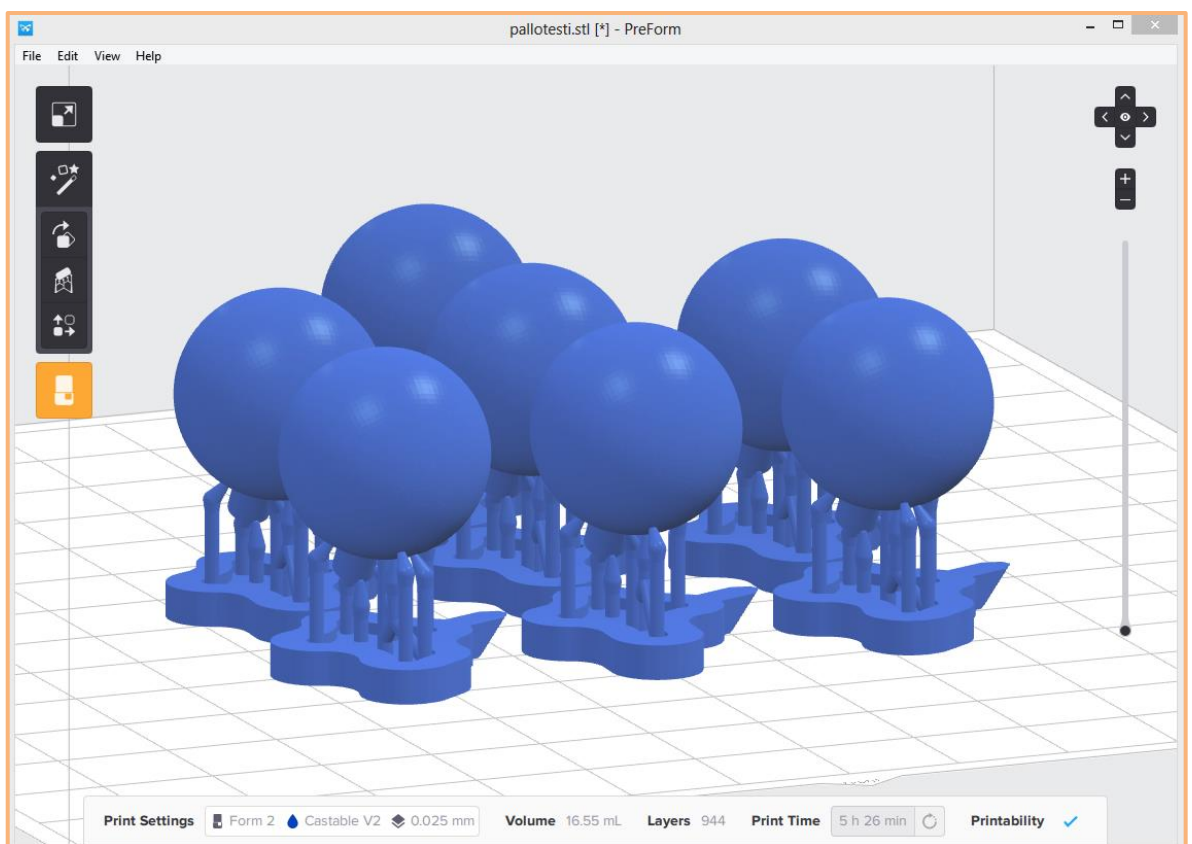 pallotesti.stl [*] - PreForm
File Edit View Help
Print Settings Form 2 Castable V2 0.025 mm Volume 16.55 mL Layers 944 Print Time 5 h 26 min Printability